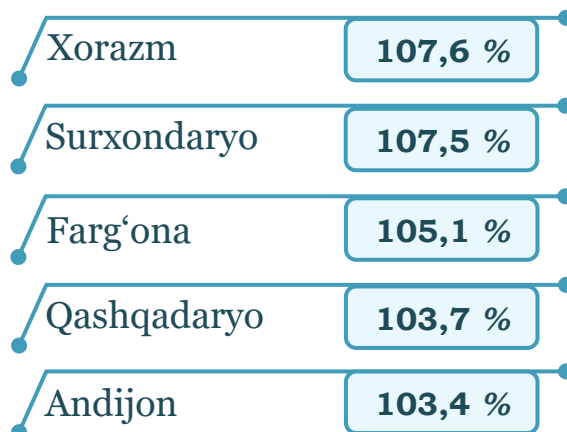 Xorazm 107,6 %
Surxondaryo 107,5 %
Farg‘ona 105,1 %
Qashqadaryo 103,7 %
Andijon 103,4 %